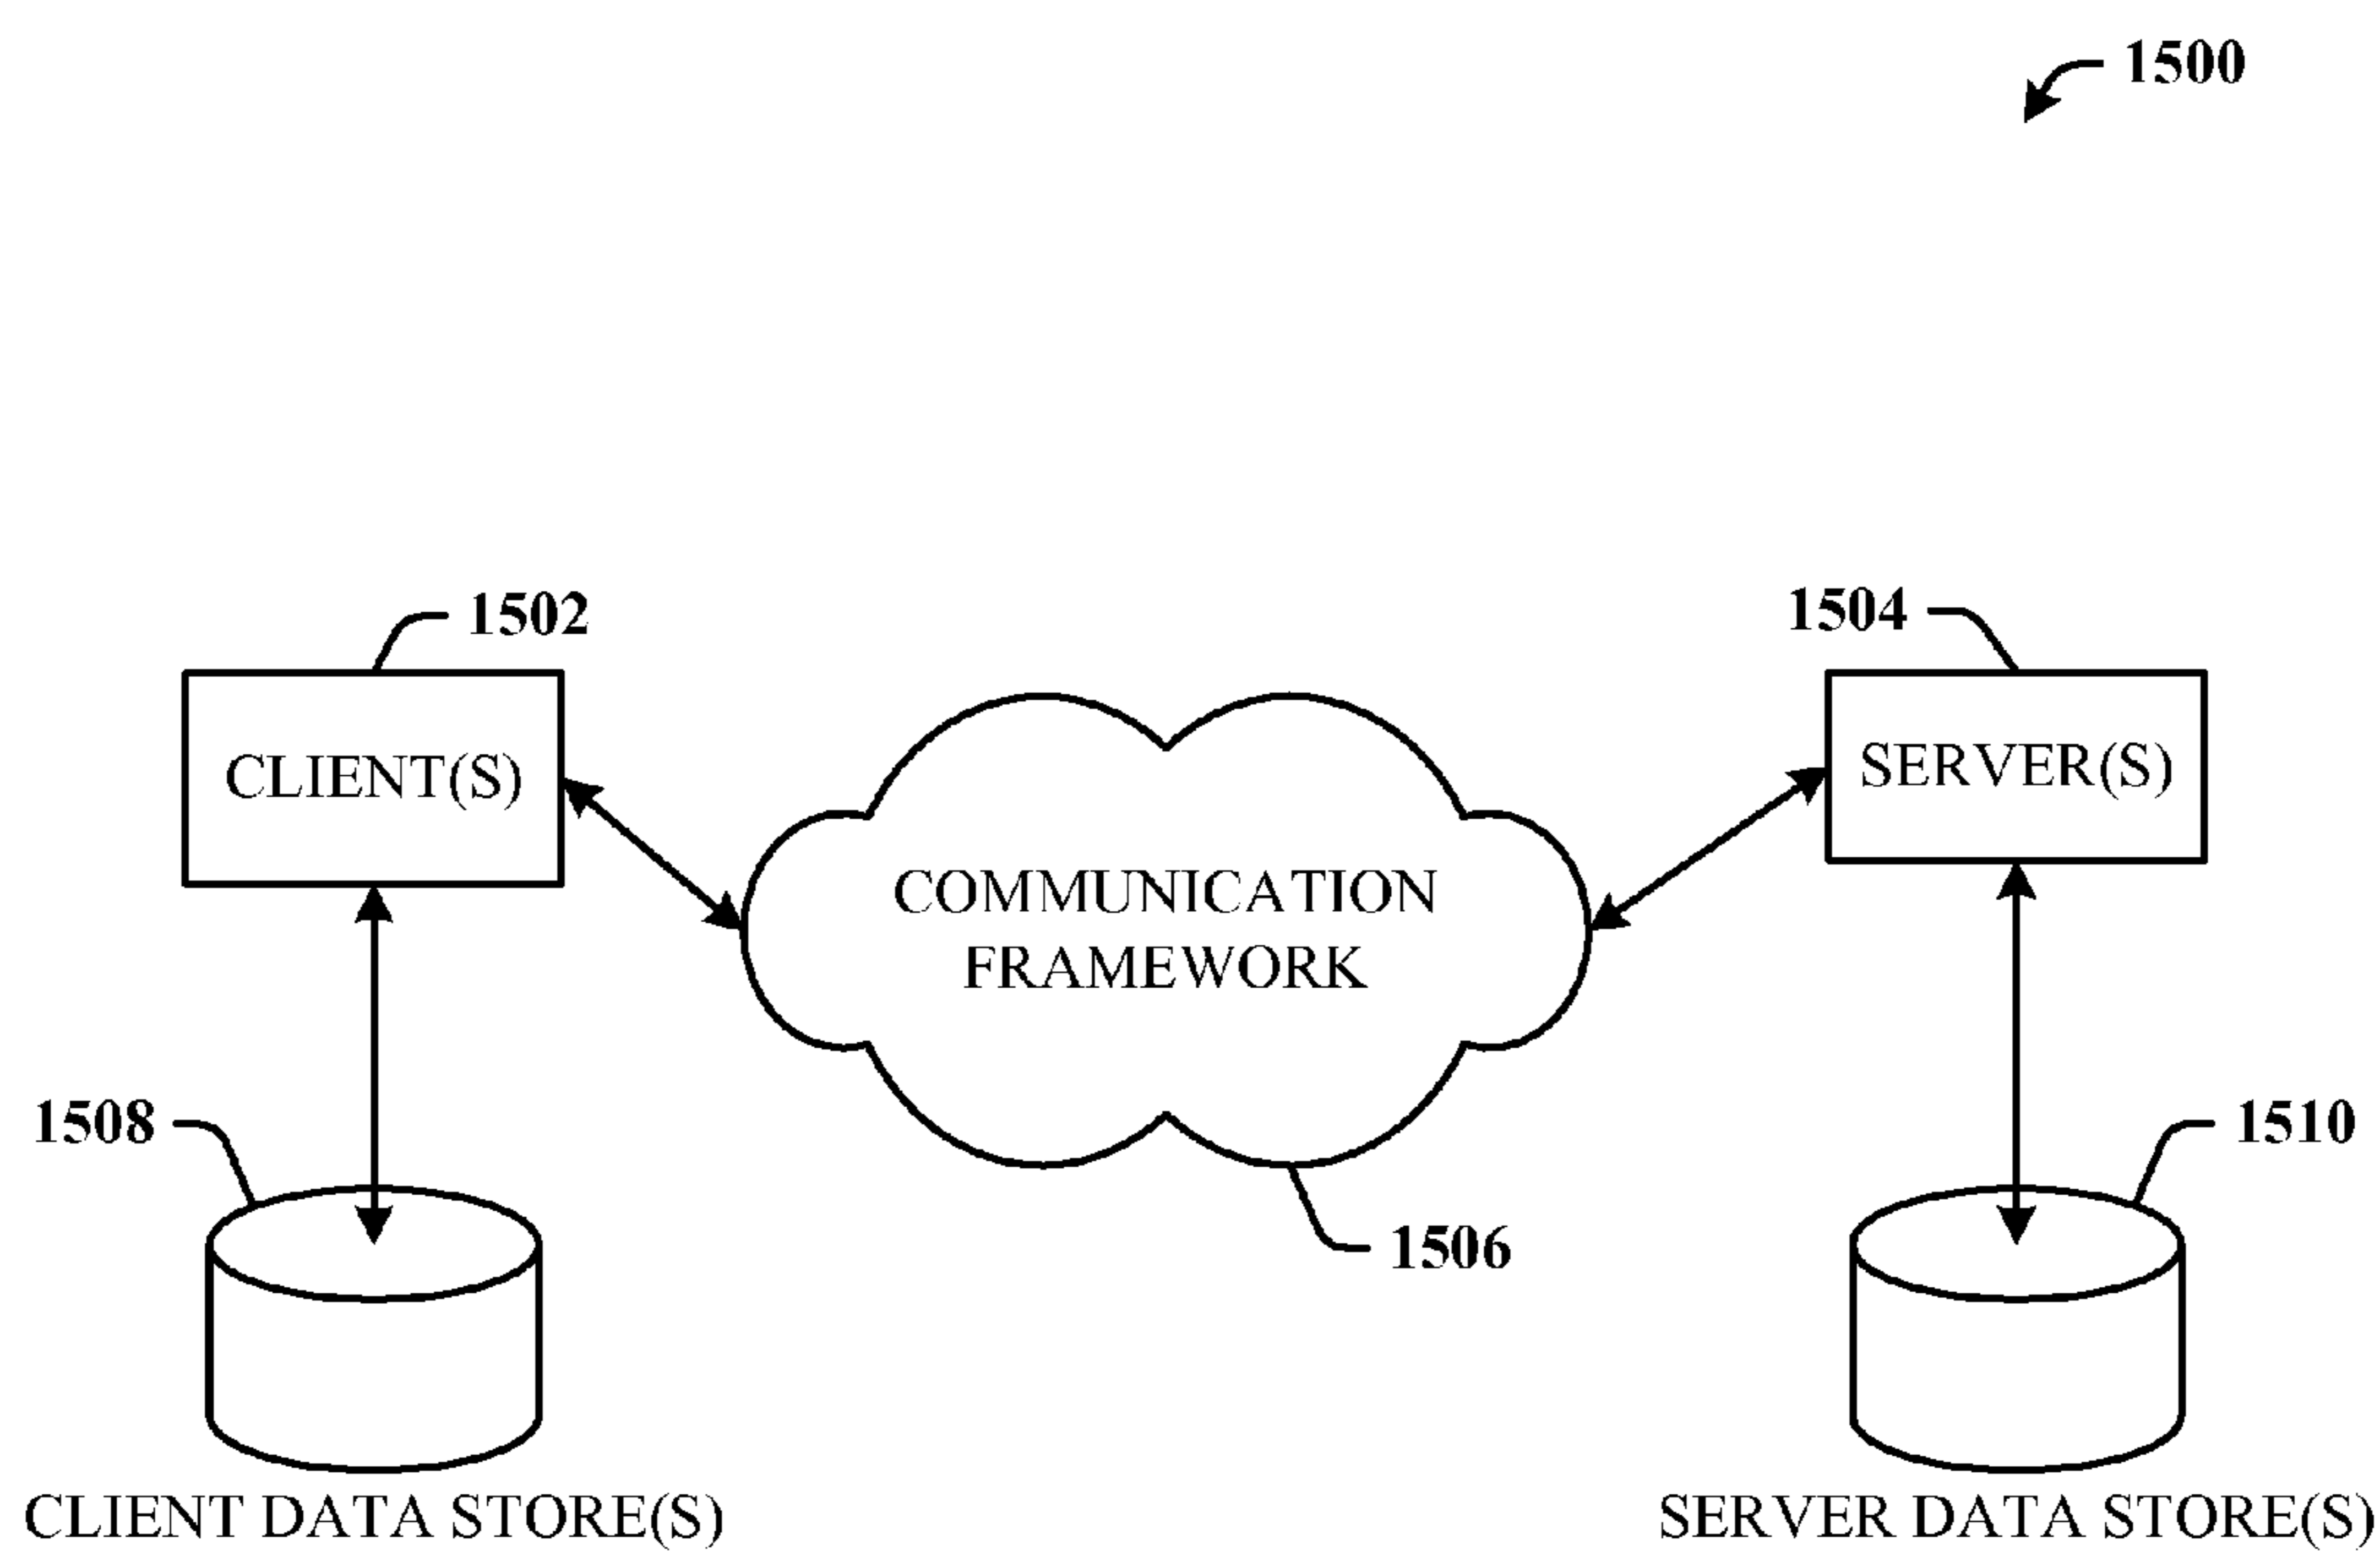 1500
1502
1504
CLIENT(S)
SERVER(S)
COMMUNICATION
FRAMEWORK
1508
1510
1506
CLIENT DATA STORE(S)
SERVER DATA STORE(S)